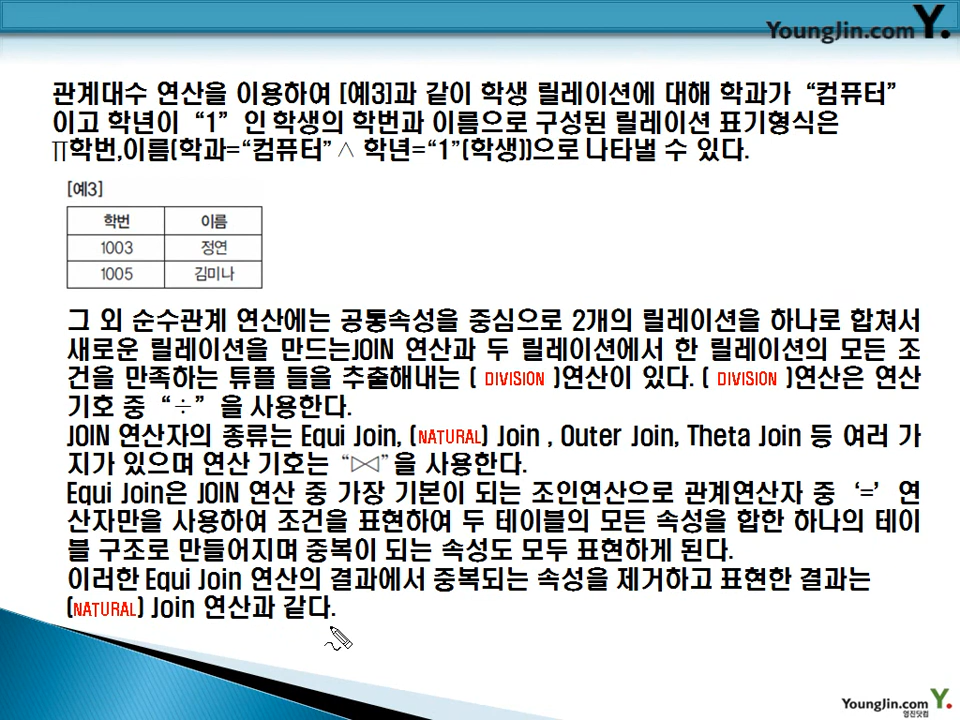 YoungJin.com Y.
관계대수 연산을 이용하여 [예3]과 같이 학생 릴레이션에 대해 학과가 “컴퓨터”
이고 학년이 “1” 인 학생의 학번과 이름으로 구성된 릴레이션 표기형식은
∏학번,이름(학과=“컴퓨터” ∧ 학년=“1”(학생))으로 나타낼 수 있다.
[예3]
학번 이름
1003 정연
1005 김미나
그 외 순수관계 연산에는 공통속성을 중심으로 2개의 릴레이션을 하나로 합쳐서
새로운 릴레이션을 만드는JOIN 연산과 두 릴레이션에서 한 릴레이션의 모든 조
건을 만족하는 튜플 들을 추출해내는 ( DIVISION )연산이 있다. ( DIVISION )연산은 연산
기호 중 “÷” 을 사용한다.
JOIN 연산자의 종류는 Equi Join, (NATURAL) Join , Outer Join, Theta Join 등 여러 가
지가 있으며 연산 기호는 “⋈”을 사용한다.
Equi Join은 JOIN 연산 중 가장 기본이 되는 조인연산으로 관계연산자 중 ‘=’ 연
산자만을 사용하여 조건을 표현하여 두 테이블의 모든 속성을 합한 하나의 테이
블 구조로 만들어지며 중복이 되는 속성도 모두 표현하게 된다.
이러한 Equi Join 연산의 결과에서 중복되는 속성을 제거하고 표현한 결과는
(NATURAL) Join 연산과 같다.
YoungJin.com Y.
영진닷컴